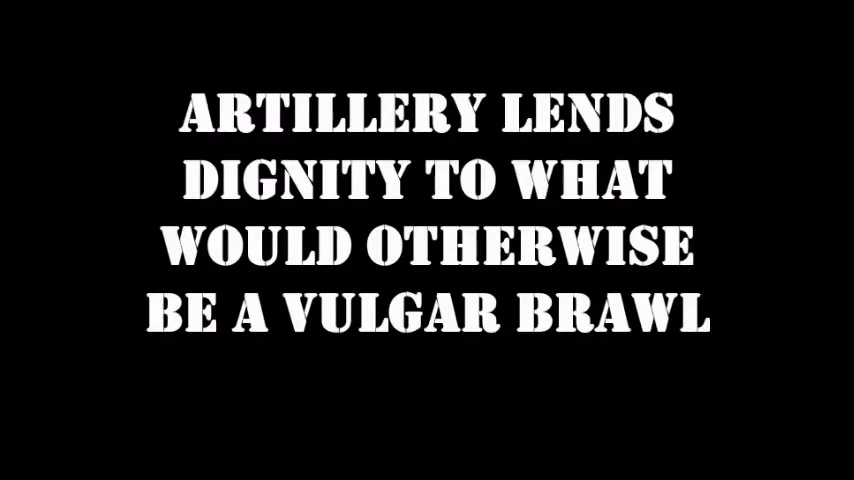 ARTILLERY LENDS
DIGNITY TO WHAT
WOULD OTHERWISE
BE A VULGAR BRAWL